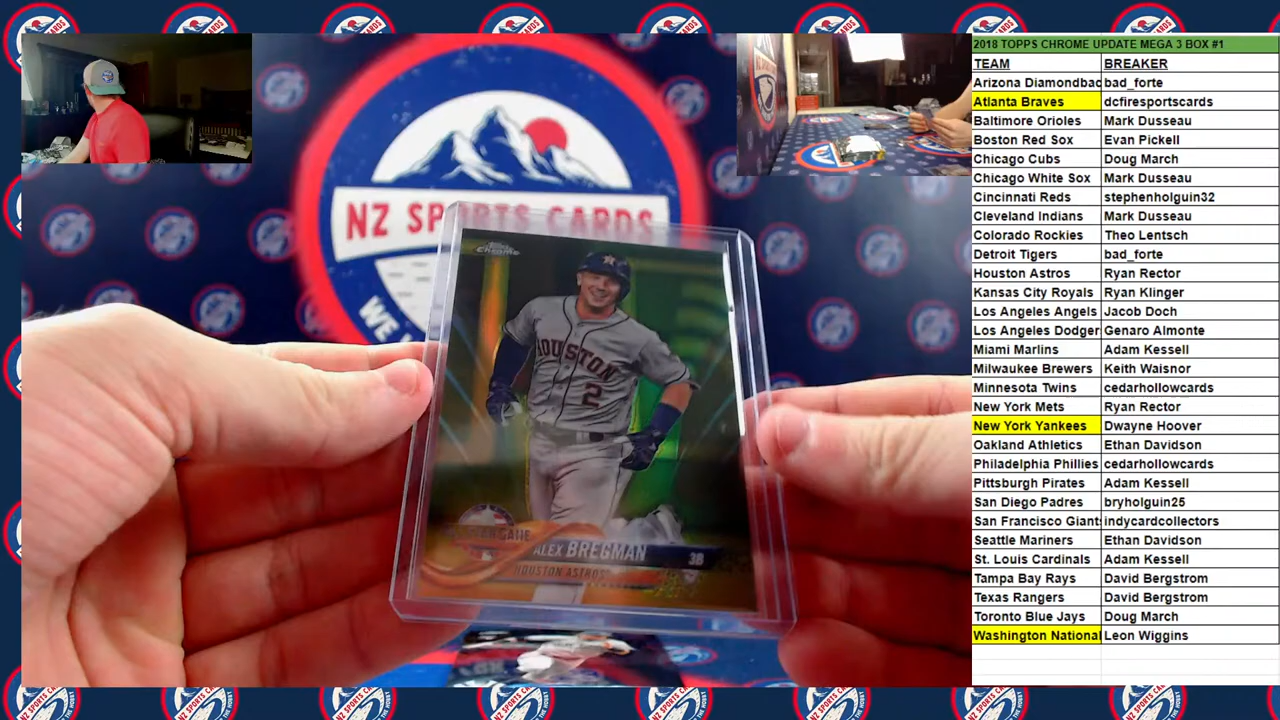 NZ SPORTS CARDS
WE
Topps Chrome
HOUSTON
2
ALL-STAR GAME
ALEX BREGMAN 3B
HOUSTON ASTROS
2018 TOPPS CHROME UPDATE MEGA 3 BOX #1
TEAM BREAKER
Arizona Diamondbac bad_forte
Atlanta Braves dcfiresportscards
Baltimore Orioles Mark Dusseau
Boston Red Sox Evan Pickell
Chicago Cubs Doug March
Chicago White Sox Mark Dusseau
Cincinnati Reds stephenholguin32
Cleveland Indians Mark Dusseau
Colorado Rockies Theo Lentsch
Detroit Tigers bad_forte
Houston Astros Ryan Rector
Kansas City Royals Ryan Klinger
Los Angeles Angels Jacob Doch
Los Angeles Dodger Genaro Almonte
Miami Marlins Adam Kessell
Milwaukee Brewers Keith Waisnor
Minnesota Twins cedarhollowcards
New York Mets Ryan Rector
New York Yankees Dwayne Hoover
Oakland Athletics Ethan Davidson
Philadelphia Phillies cedarhollowcards
Pittsburgh Pirates Adam Kessell
San Diego Padres bryholguin25
San Francisco Giants indycardcollectors
Seattle Mariners Ethan Davidson
St. Louis Cardinals Adam Kessell
Tampa Bay Rays David Bergstrom
Texas Rangers David Bergstrom
Toronto Blue Jays Doug March
Washington National Leon Wiggins